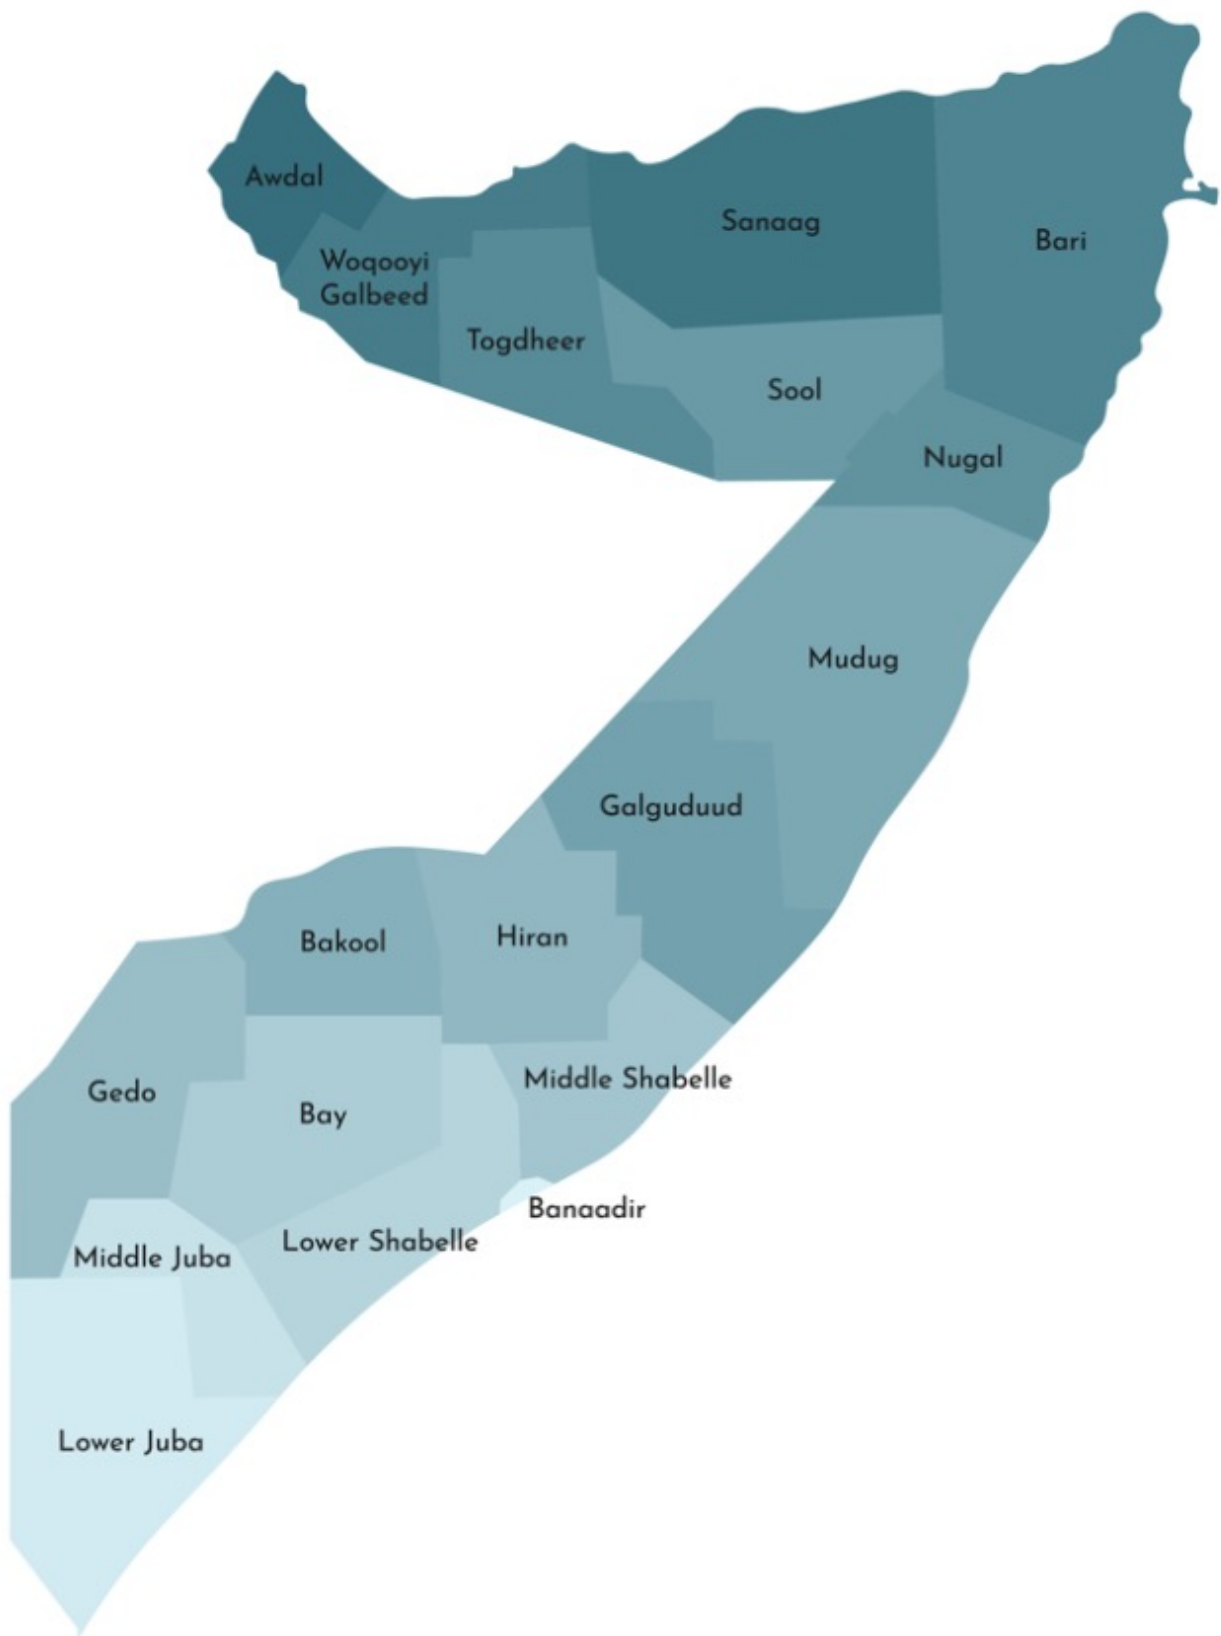 Awdal
Sanaag
Bari
Woqooyi
Galbeed
Togdheer
Sool
Nugal
Mudug
Galguduud
Hiran
Bakool
Middle Shabelle
Gedo
Bay
Banaadir
Lower Shabelle
Middle Juba
Lower Juba